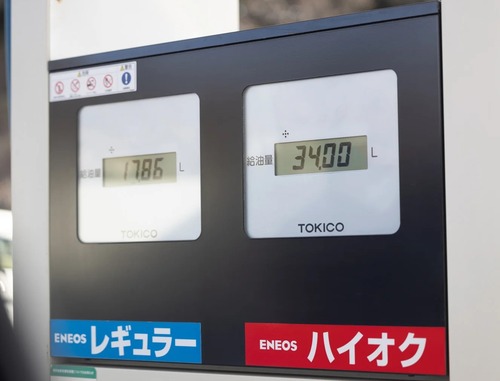 給油量 17.86 L
TOKICO
給油量 34.00 L
TOKICO
ENEOS レギュラー
ENEOS ハイオク